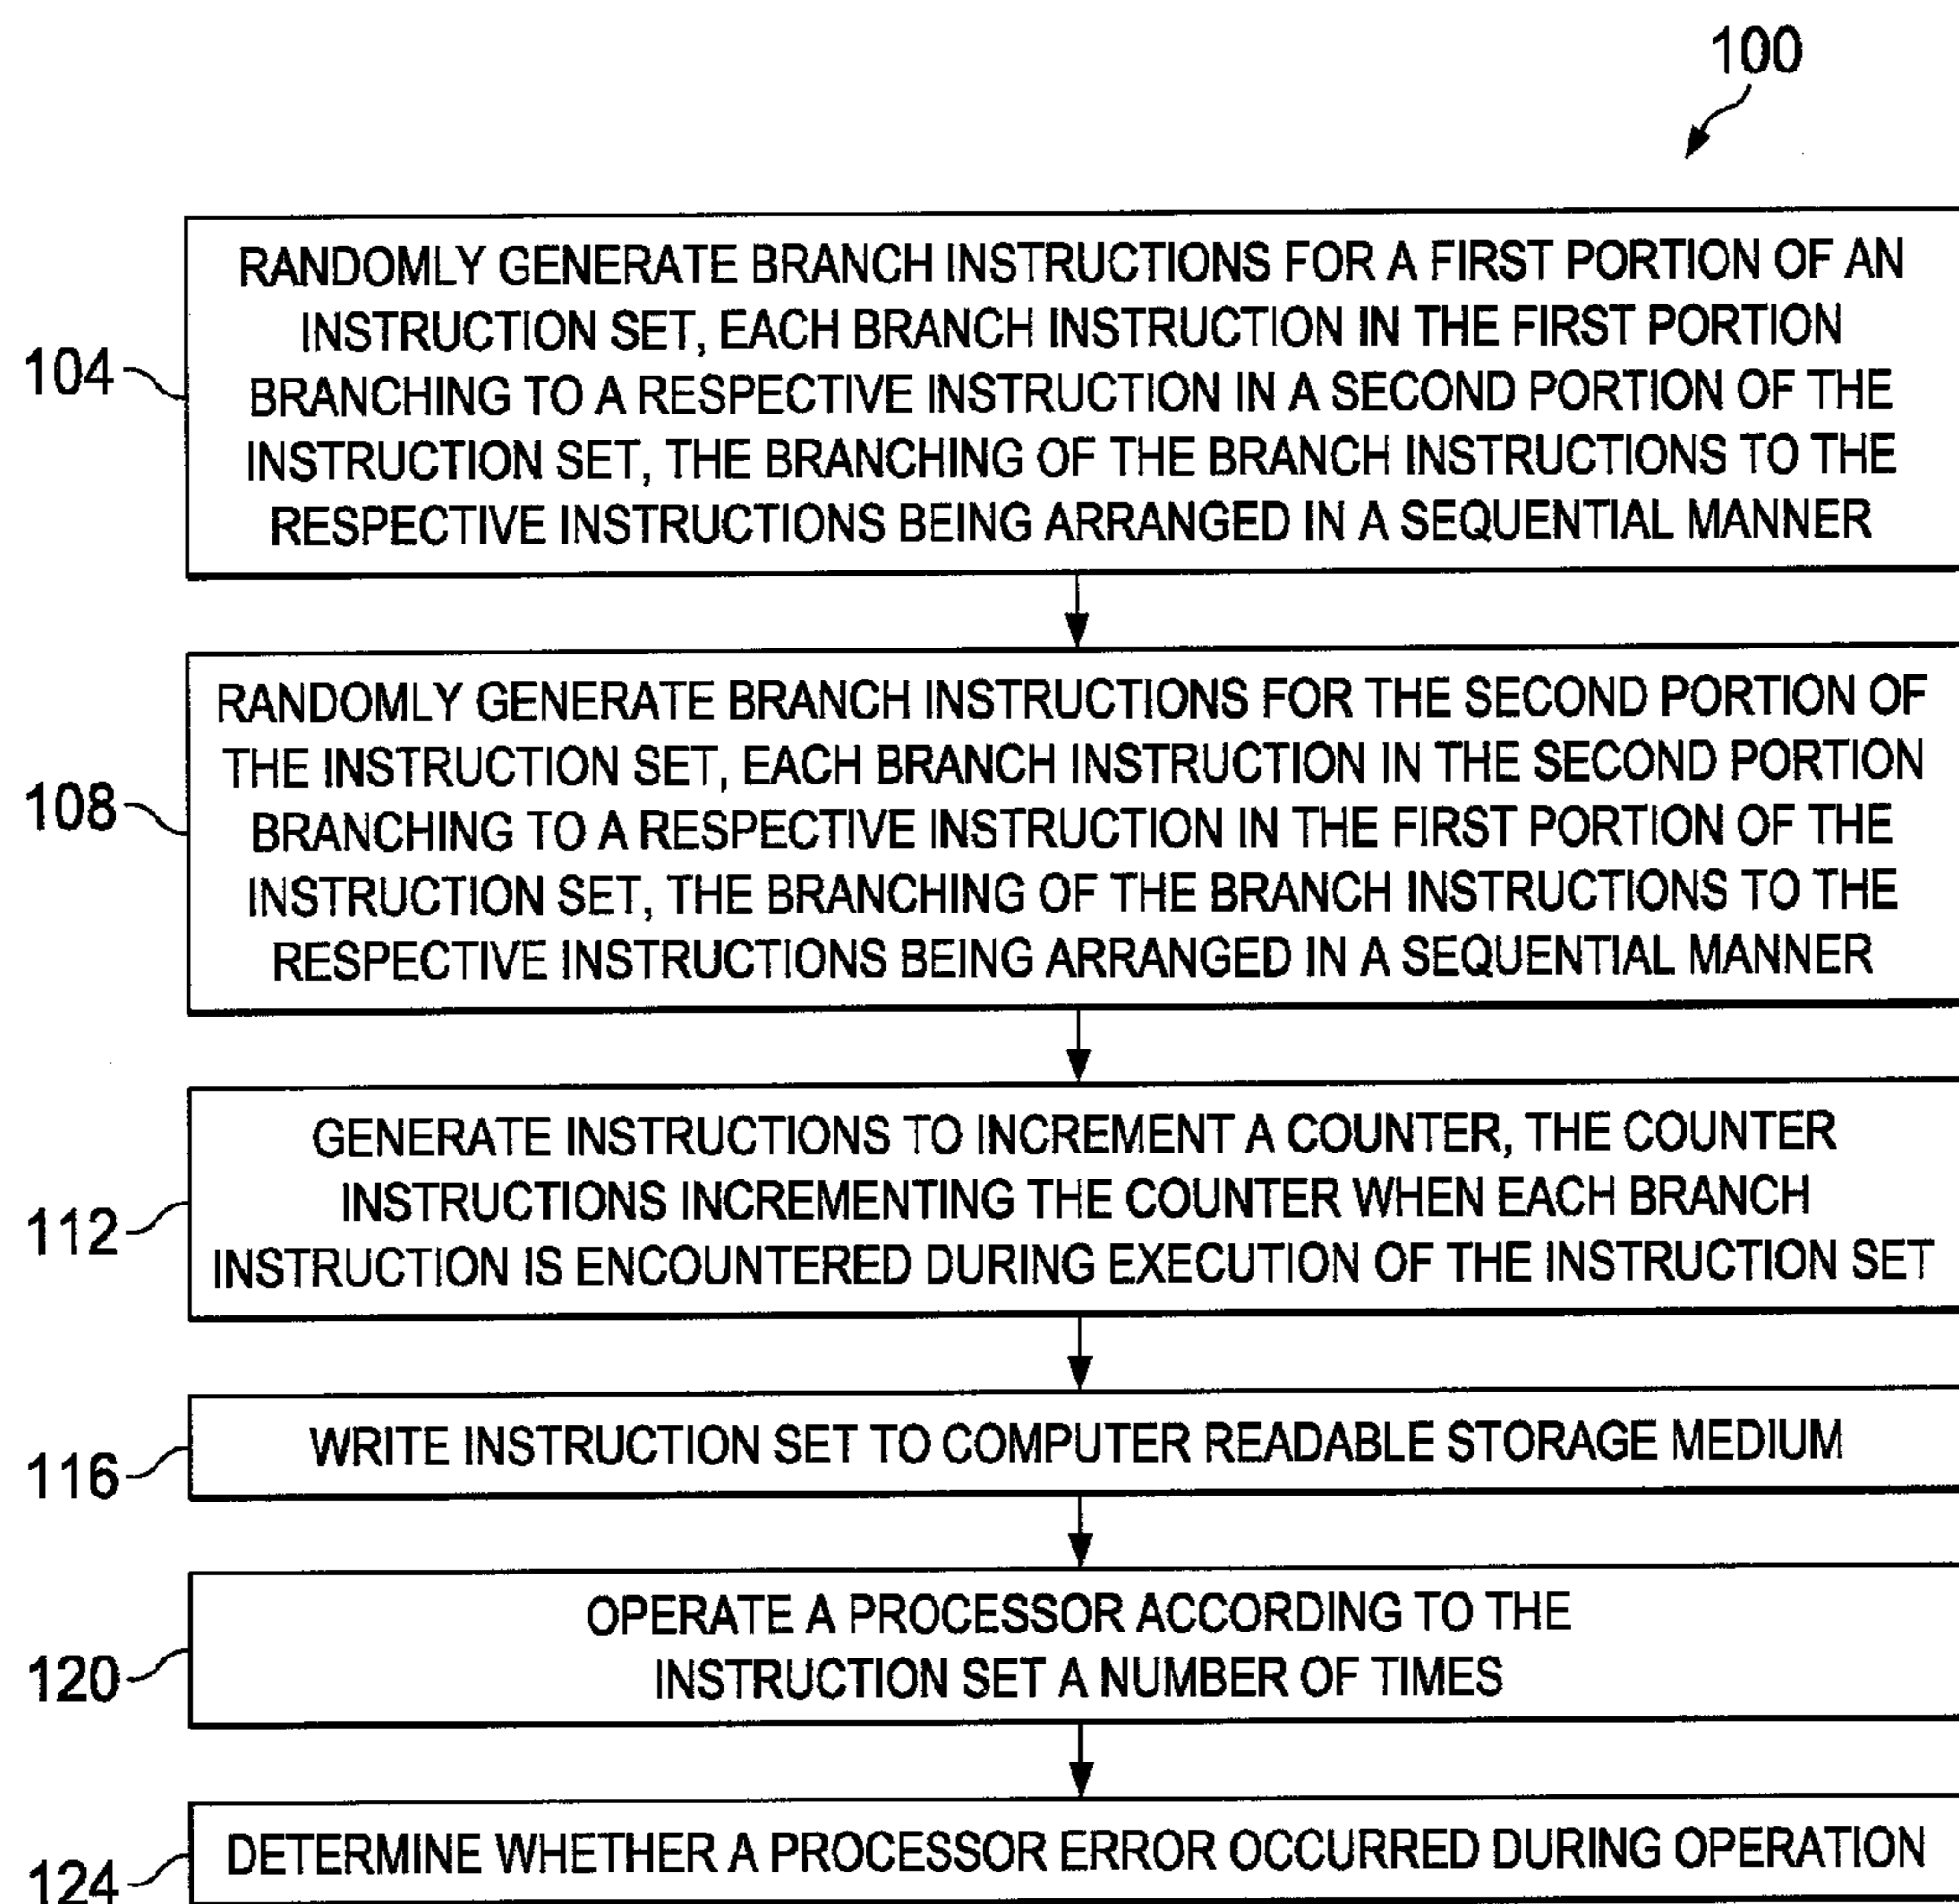 100
104
RANDOMLY GENERATE BRANCH INSTRUCTIONS FOR A FIRST PORTION OF AN
INSTRUCTION SET, EACH BRANCH INSTRUCTION IN THE FIRST PORTION
BRANCHING TO A RESPECTIVE INSTRUCTION IN A SECOND PORTION OF THE
INSTRUCTION SET, THE BRANCHING OF THE BRANCH INSTRUCTIONS TO THE
RESPECTIVE INSTRUCTIONS BEING ARRANGED IN A SEQUENTIAL MANNER
108
RANDOMLY GENERATE BRANCH INSTRUCTIONS FOR THE SECOND PORTION OF
THE INSTRUCTION SET, EACH BRANCH INSTRUCTION IN THE SECOND PORTION
BRANCHING TO A RESPECTIVE INSTRUCTION IN THE FIRST PORTION OF THE
INSTRUCTION SET, THE BRANCHING OF THE BRANCH INSTRUCTIONS TO THE
RESPECTIVE INSTRUCTIONS BEING ARRANGED IN A SEQUENTIAL MANNER
112
GENERATE INSTRUCTIONS TO INCREMENT A COUNTER, THE COUNTER
INSTRUCTIONS INCREMENTING THE COUNTER WHEN EACH BRANCH
INSTRUCTION IS ENCOUNTERED DURING EXECUTION OF THE INSTRUCTION SET
116
WRITE INSTRUCTION SET TO COMPUTER READABLE STORAGE MEDIUM
120
OPERATE A PROCESSOR ACCORDING TO THE
INSTRUCTION SET A NUMBER OF TIMES
124
DETERMINE WHETHER A PROCESSOR ERROR OCCURRED DURING OPERATION